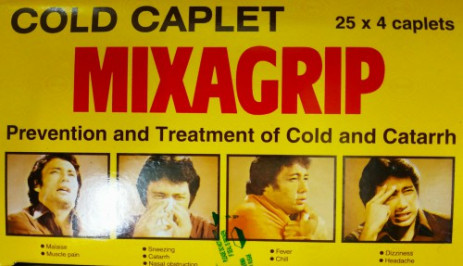 COLD CAPLET
25 x 4 caplets
MIXAGRIP
Prevention and Treatment of Cold and Catarrh
• Malaise
• Muscle pain
• Sneezing
• Catarrh
• Nasal obstruction
• Fever
• Chill
• Dizziness
• Headache